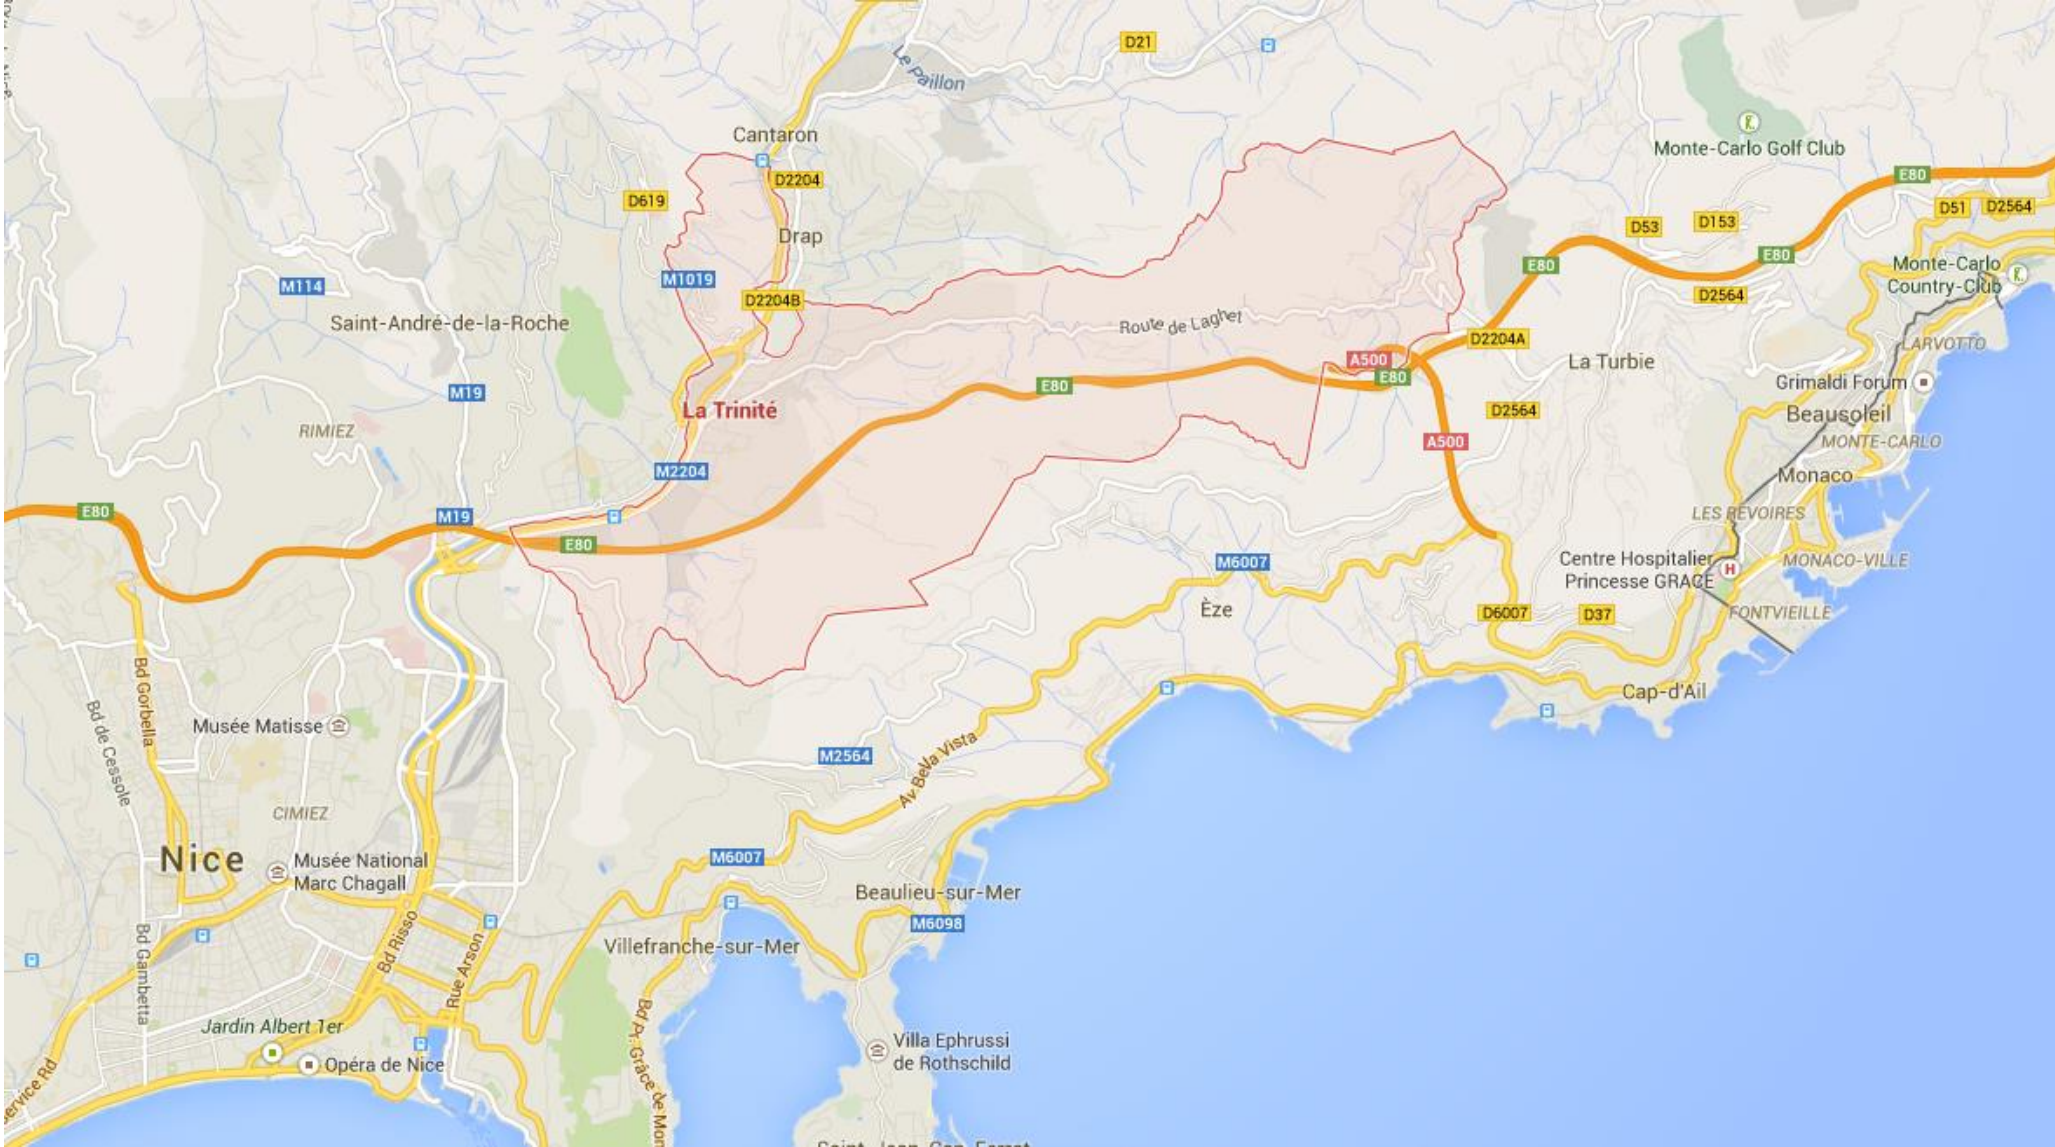 D21
Le Paillon
Cantaron
Monte-Carlo Golf Club
E80
D2204
D619
D51
D2564
D53
D153
Drap
E80
E80
Monte-Carlo
Country-Club
M1019
M114
D2204B
D2564
Saint-André-de-la-Roche
Route de Laghet
D2204A
LARVOTTO
A500
La Turbie
E80
E80
Grimaldi Forum
M19
La Trinité
D2564
Beausoleil
RIMIEZ
A500
MONTE-CARLO
M2204
Monaco
E80
M19
LES RÉVOIRES
E80
M6007
Centre Hospitalier
Princesse GRACE
MONACO-VILLE
Èze
D6007
D37
FONTVIEILLE
Bd Gorbella
Cap-d'Ail
Bd de Cessole
Musée Matisse
M2564
Av. Bella Vista
CIMIEZ
Nice
Musée National
Marc Chagall
M6007
Beaulieu-sur-Mer
M6098
Villefranche-sur-Mer
Bd Gambetta
Bd Risso
Rue Arson
Jardin Albert 1er
Opéra de Nice
Villa Ephrussi
de Rothschild
Service Rd